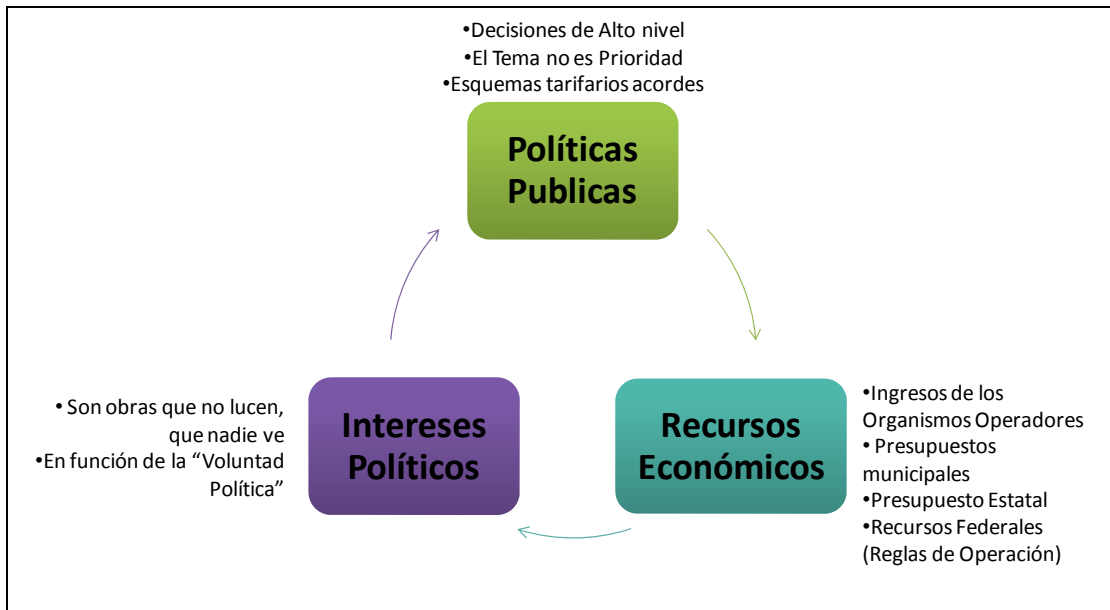 •Decisiones de Alto nivel
•El Tema no es Prioridad
•Esquemas tarifarios acordes
Políticas
Publicas
• Son obras que no lucen,
que nadie ve
•En función de la “Voluntad
Política”
Intereses
Políticos
Recursos
Económicos
•Ingresos de los
Organismos Operadores
• Presupuestos
municipales
•Presupuesto Estatal
•Recursos Federales
(Reglas de Operación)